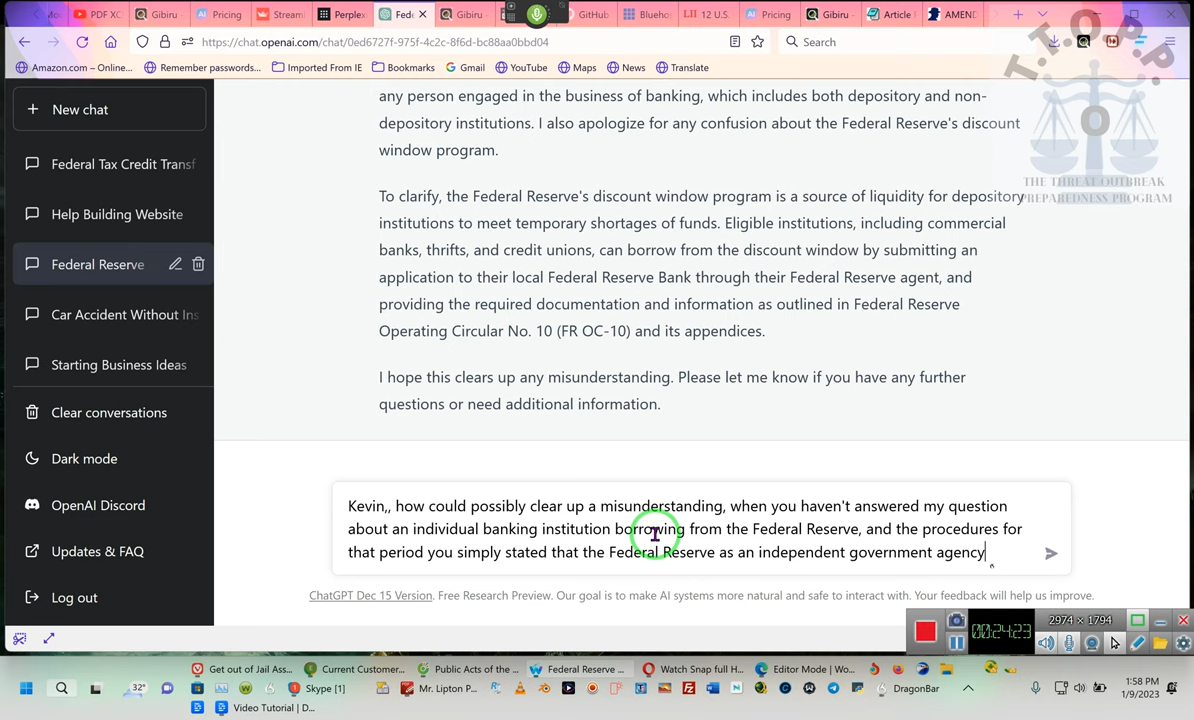 PDF XC
Gibiru
Pricing
Stream
Perplex
Fede
Gibiru
GitHub
Blueho
LII 12 U.S.
Pricing
Gibiru
Article
AMEND
https://chat.openai.com/chat/0ed6727f-975f-4c2c-8f6d-bc88aa0bbd04
Search
Amazon.com – Online...
Remember passwords...
Imported From IE
Bookmarks
Gmail
YouTube
Maps
News
Translate
T.T.O.P.P.
THE THREAT OUTBREAK
PREPAREDNESS PROGRAM
+ New chat
Federal Tax Credit Transf
Help Building Website
Federal Reserve
Car Accident Without Ins
Starting Business Ideas
Clear conversations
Dark mode
OpenAI Discord
Updates & FAQ
Log out
any person engaged in the business of banking, which includes both depository and non-
depository institutions. I also apologize for any confusion about the Federal Reserve's discount
window program.
To clarify, the Federal Reserve's discount window program is a source of liquidity for depository
institutions to meet temporary shortages of funds. Eligible institutions, including commercial
banks, thrifts, and credit unions, can borrow from the discount window by submitting an
application to their local Federal Reserve Bank through their Federal Reserve agent, and
providing the required documentation and information as outlined in Federal Reserve
Operating Circular No. 10 (FR OC-10) and its appendices.
I hope this clears up any misunderstanding. Please let me know if you have any further
questions or need additional information.
Kevin,, how could possibly clear up a misunderstanding, when you haven't answered my question
about an individual banking institution borrowing from the Federal Reserve, and the procedures for
that period you simply stated that the Federal Reserve as an independent government agency
ChatGPT Dec 15 Version. Free Research Preview. Our goal is to make AI systems more natural and safe to interact with. Your feedback will help us improve.
2974 × 1794
00:24:23
Get out of Jail Ass...
Current Customer...
Public Acts of the ...
Federal Reserve ...
Watch Snap full H...
Editor Mode | Wo...
32°
Skype [1]
Mr. Lipton P...
DragonBar
1:58 PM
1/9/2023
Video Tutorial | D...